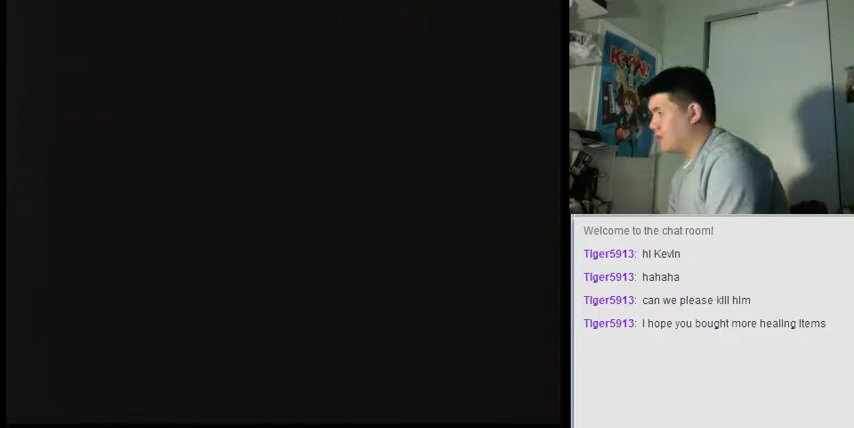 K-ON!
Welcome to the chat room!
Tiger5913: hi Kevin
Tiger5913: hahaha
Tiger5913: can we please kill him
Tiger5913: I hope you bought more healing items